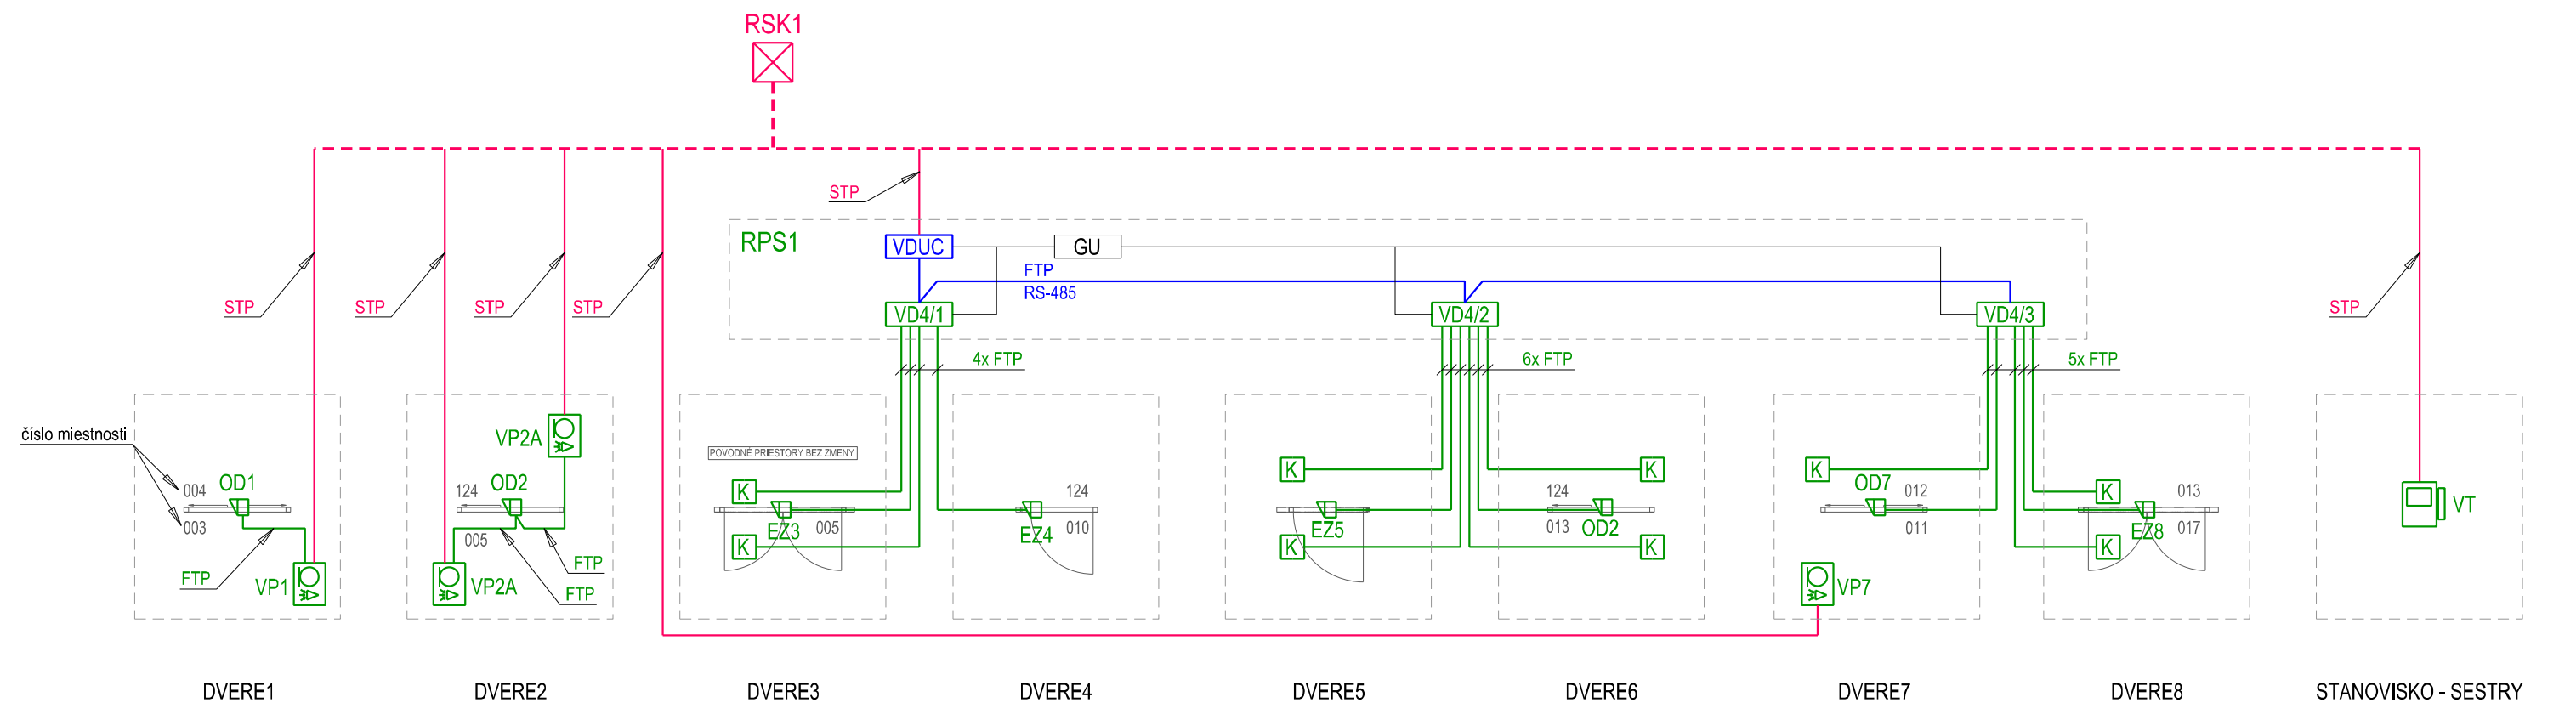 RSK1
STP
RPS1
VDUC
GU
FTP
RS-485
STP
STP
STP
STP
STP
VD4/1
VD4/2
VD4/3
4x FTP
6x FTP
5x FTP
číslo miestnosti
004
OD1
003
FTP
VP1
VP2A
124
OD2
005
FTP
FTP
VP2A
POVODNÉ PRIESTORY BEZ ZMENY
K
EZ3
005
K
124
EZ4
010
K
EZ5
K
K
124
013
OD2
K
K
OD7
012
011
VP7
K
013
EZ8
017
K
VT
DVERE1
DVERE2
DVERE3
DVERE4
DVERE5
DVERE6
DVERE7
DVERE8
STANOVISKO - SESTRY